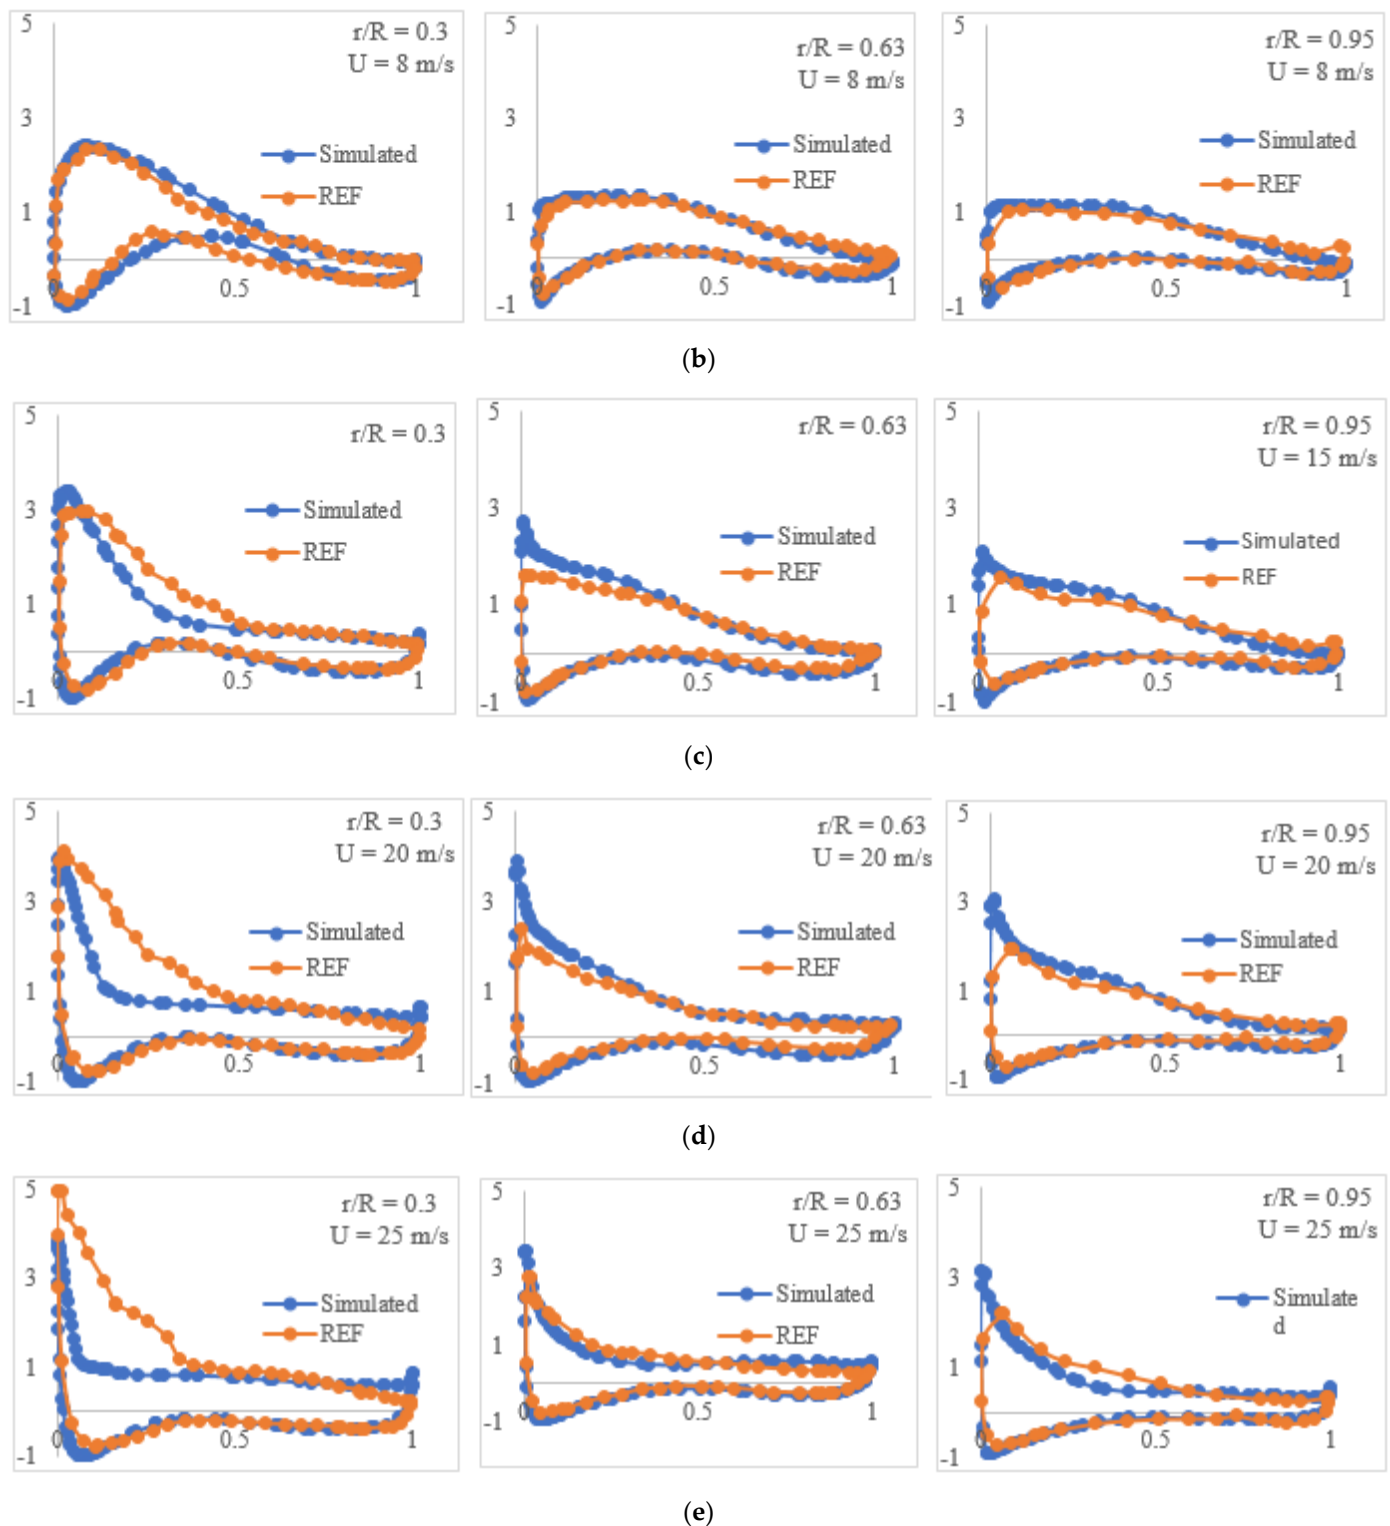 5
3
1
-1
0
0.5
1
r/R = 0.3
U = 8 m/s
Simulated
REF
5
3
1
-1
0
0.5
1
r/R = 0.63
U = 8 m/s
Simulated
REF
5
3
1
-1
0
0.5
1
r/R = 0.95
U = 8 m/s
Simulated
REF
(b)
5
3
1
-1
0
0.5
1
r/R = 0.3
Simulated
REF
5
3
1
-1
0
0.5
1
r/R = 0.63
Simulated
REF
5
3
1
-1
0
0.5
1
r/R = 0.95
U = 15 m/s
Simulated
REF
(c)
5
3
1
-1
0
0.5
1
r/R = 0.3
U = 20 m/s
Simulated
REF
5
3
1
-1
0
0.5
1
r/R = 0.63
U = 20 m/s
Simulated
REF
5
3
1
-1
0
0.5
1
r/R = 0.95
U = 20 m/s
Simulated
REF
(d)
5
3
1
-1
0
0.5
1
r/R = 0.3
U = 25 m/s
Simulated
REF
5
3
1
-1
0
0.5
1
r/R = 0.63
U = 25 m/s
Simulated
REF
5
3
1
-1
0
0.5
1
r/R = 0.95
U = 25 m/s
Simulate
d
(e)